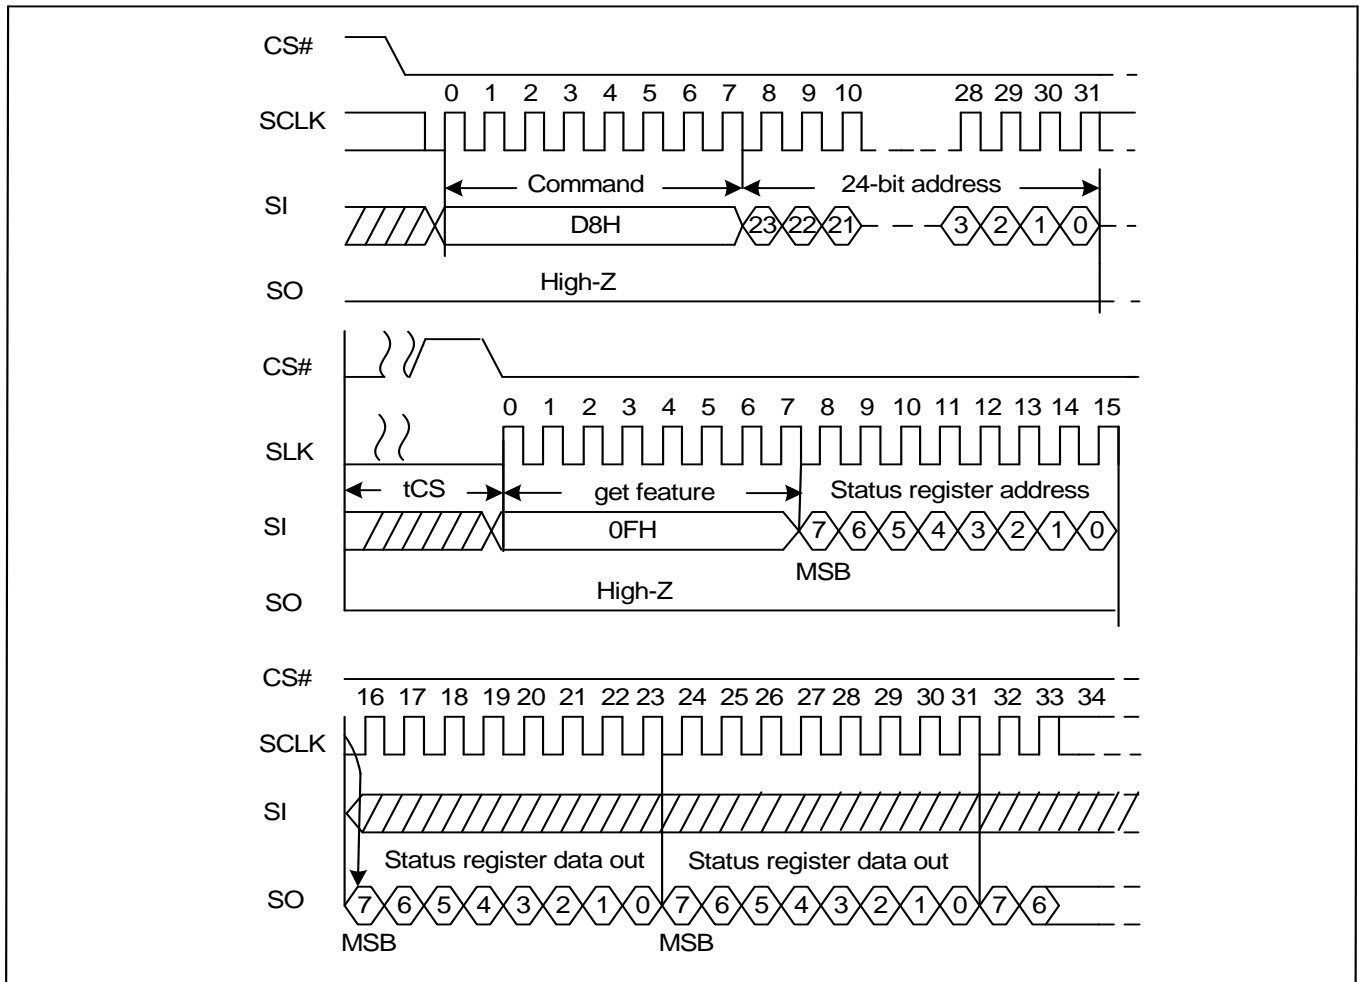 CS#
0 1 2 3 4 5 6 7 8 9 10 28 29 30 31
SCLK
Command 24-bit address
SI
D8H 23 22 21 3 2 1 0
High-Z
SO
CS#
0 1 2 3 4 5 6 7 8 9 10 11 12 13 14 15
SLK
tCS get feature Status register address
SI 0FH 7 6 5 4 3 2 1 0
MSB
High-Z
SO
CS#
16 17 18 19 20 21 22 23 24 25 26 27 28 29 30 31 32 33 34
SCLK
SI
Status register data out Status register data out
SO 7 6 5 4 3 2 1 0 7 6 5 4 3 2 1 0 7 6
MSB MSB